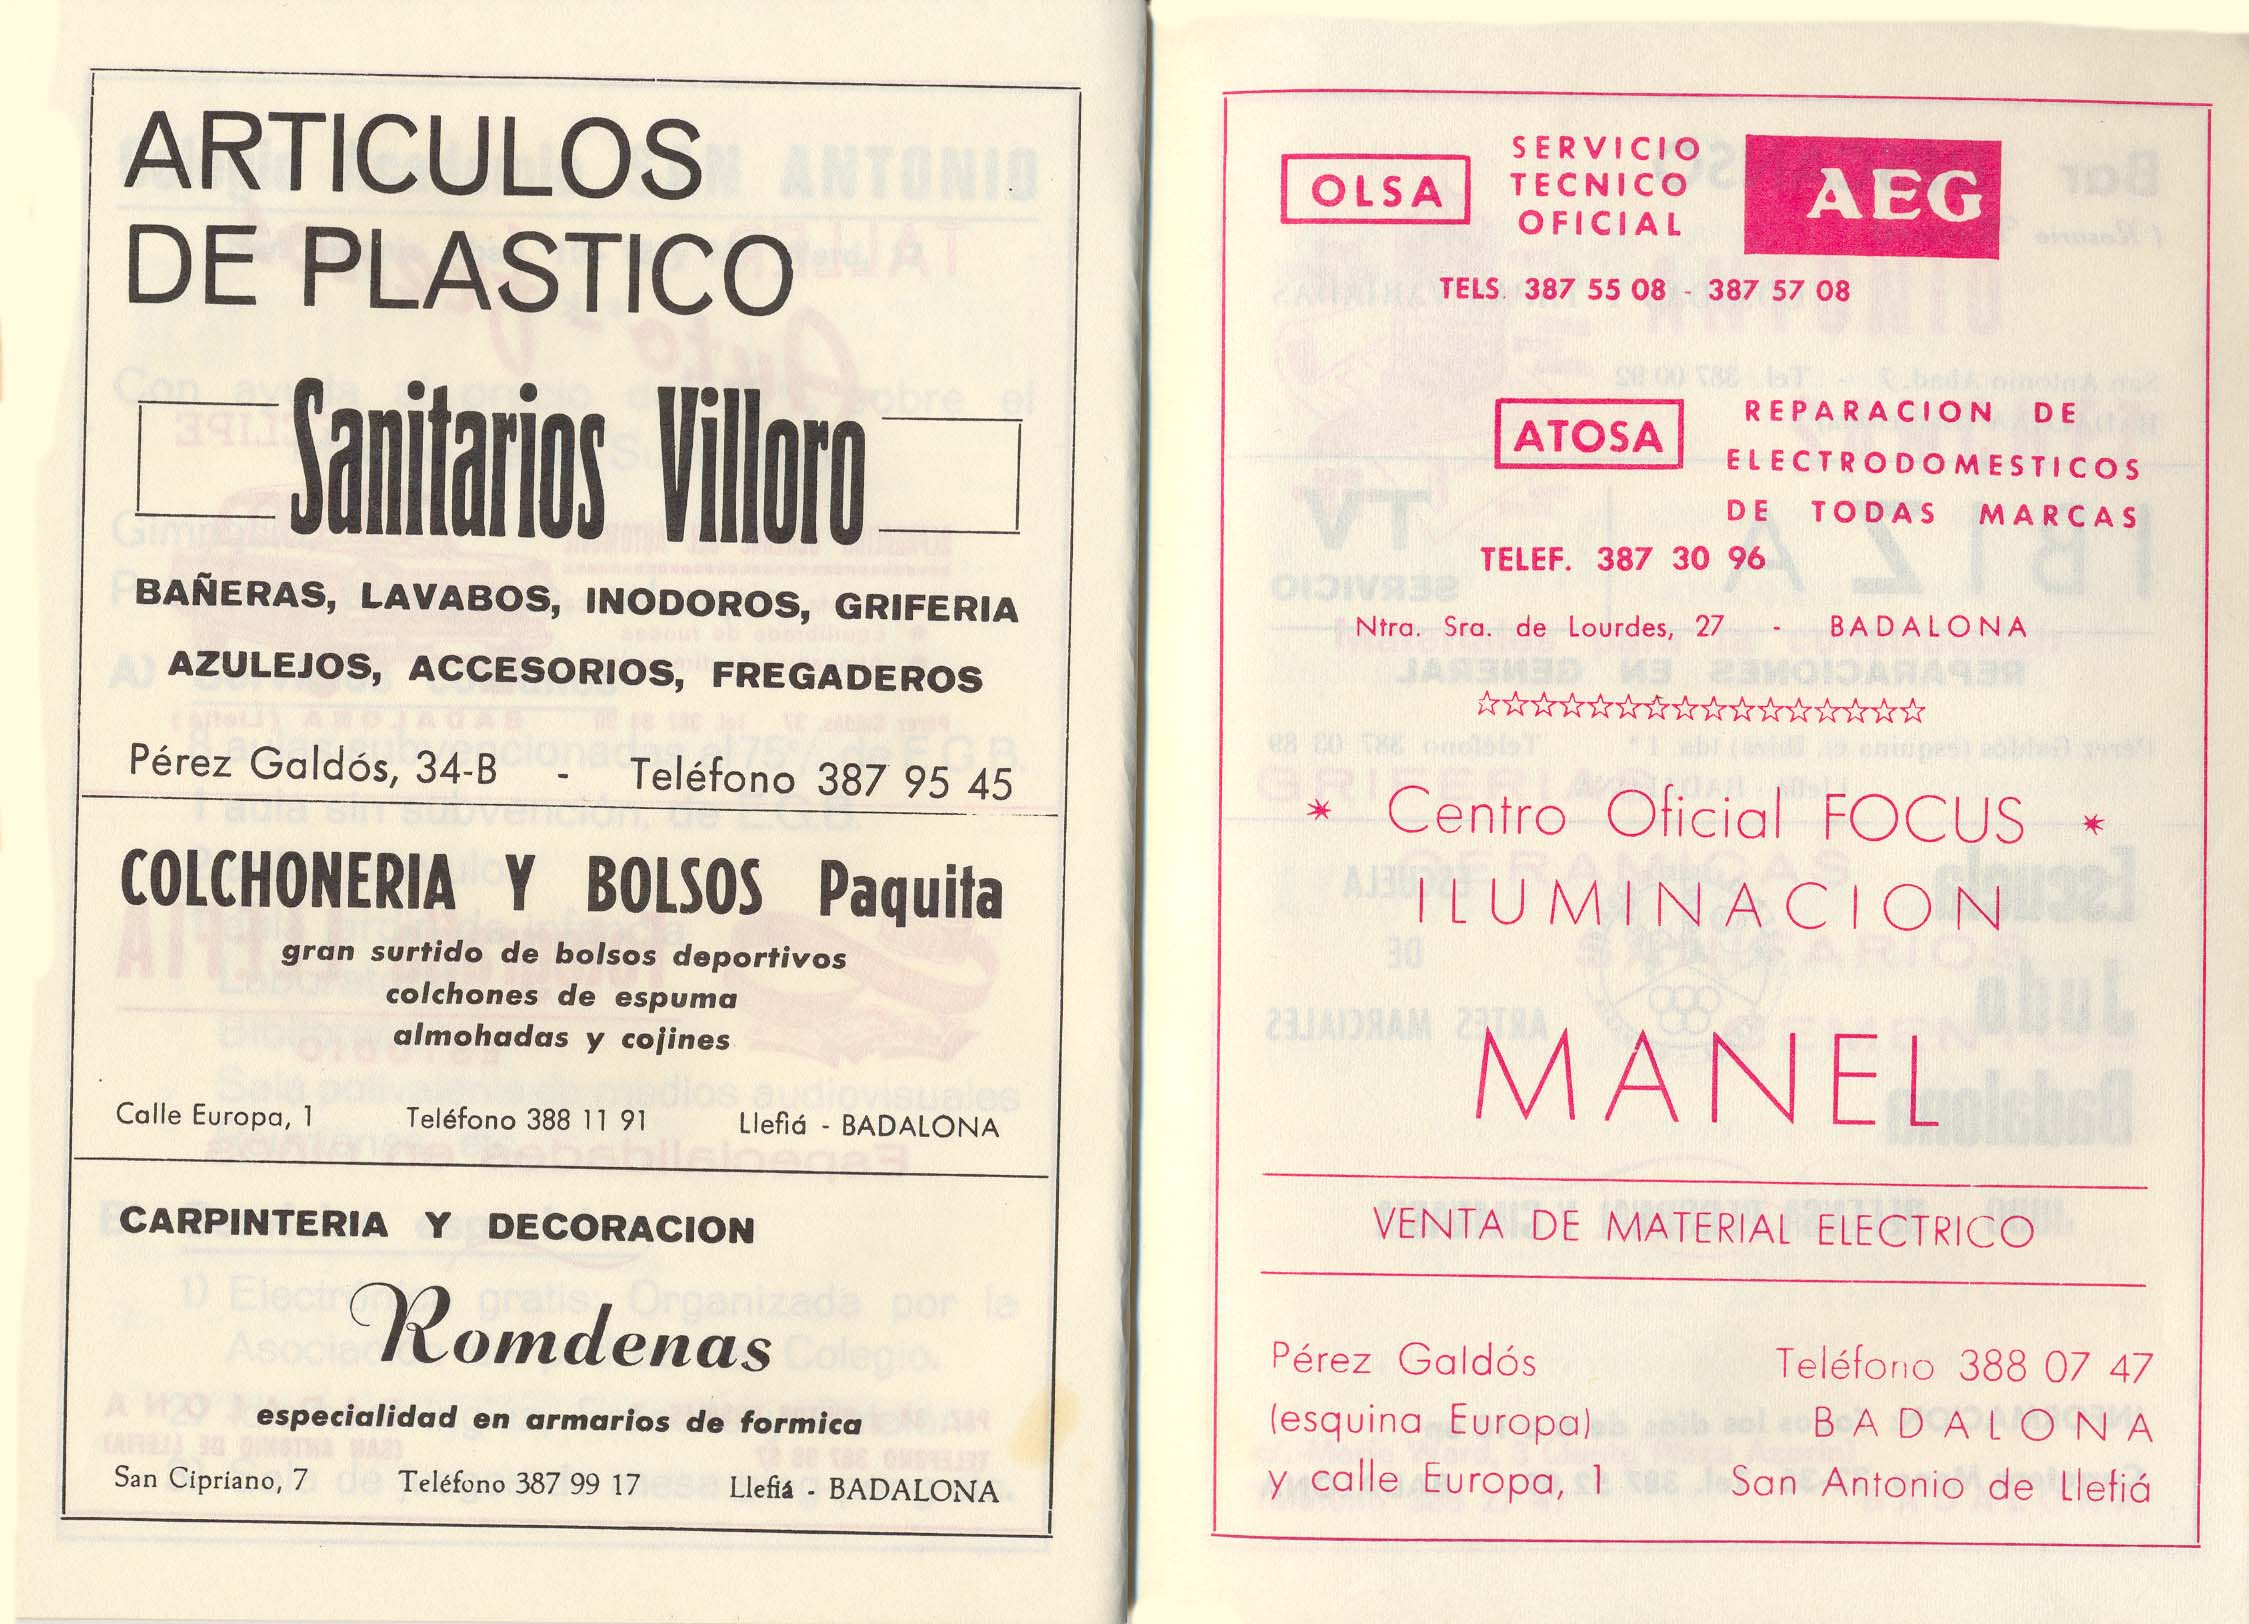 ARTICULOS
DE PLASTICO
Sanitarios Villoro
BAÑERAS, LAVABOS, INODOROS, GRIFERIA
AZULEJOS, ACCESORIOS, FREGADEROS
Pérez Galdós, 34-B - Teléfono 387 95 45
COLCHONERIA Y BOLSOS Paquita
gran surtido de bolsos deportivos
colchones de espuma
almohadas y cojines
Calle Europa, 1 Teléfono 388 11 91 Llefiá - BADALONA
CARPINTERIA Y DECORACION
Romdenas
especialidad en armarios de formica
San Cipriano, 7 Teléfono 387 99 17 Llefiá - BADALONA
OLSA
SERVICIO
TECNICO
OFICIAL
AEG
TELS. 387 55 08 - 387 57 08
ATOSA
REPARACION DE
ELECTRODOMESTICOS
DE TODAS MARCAS
TELEF. 387 30 96
Ntra. Sra. de Lourdes, 27 - BADALONA
☆☆☆☆☆☆☆☆☆☆☆☆☆☆☆☆
* Centro Oficial FOCUS *
ILUMINACION
MANEL
VENTA DE MATERIAL ELECTRICO
Pérez Galdós
(esquina Europa)
y calle Europa, 1
Teléfono 388 07 47
BADALONA
San Antonio de Llefiá